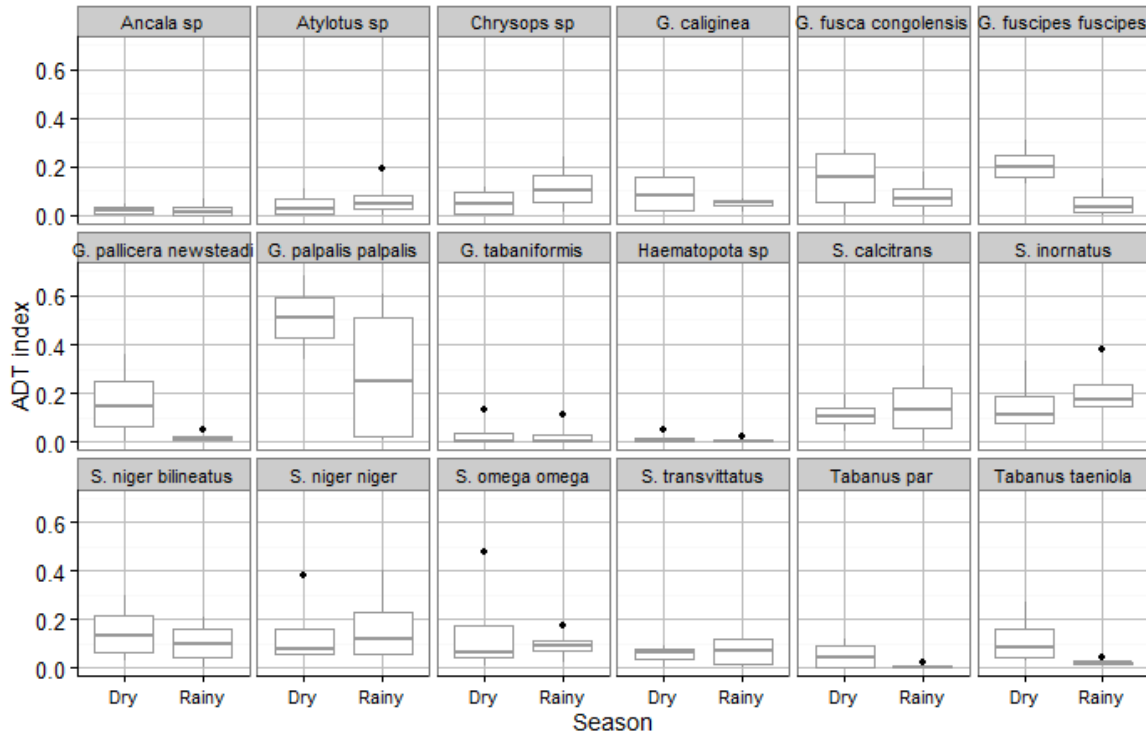 Ancala sp Atylotus sp Chrysops sp G. caliginea G. fusca congolensis G. fuscipes fuscipes
0.6
0.4
0.2
0.0
G. pallicera newsteadi G. palpalis palpalis G. tabaniformis Haematopota sp S. calcitrans S. inornatus
ADT index
0.6
0.4
0.2
0.0
S. niger bilineatus S. niger niger S. omega omega S. transvittatus Tabanus par Tabanus taeniola
0.6
0.4
0.2
0.0
Dry Rainy Dry Rainy Dry Rainy Dry Rainy Dry Rainy Dry Rainy
Season